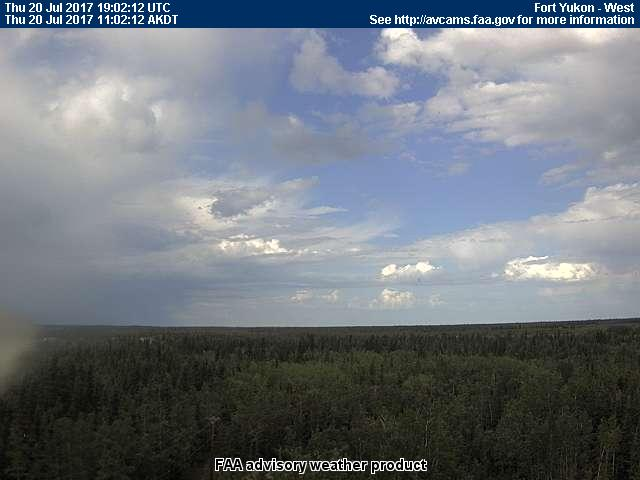 Thu 20 Jul 2017 19:02:12 UTC Fort Yukon - West
Thu 20 Jul 2017 11:02:12 AKDT See http://avcams.faa.gov for more information
FAA advisory weather product